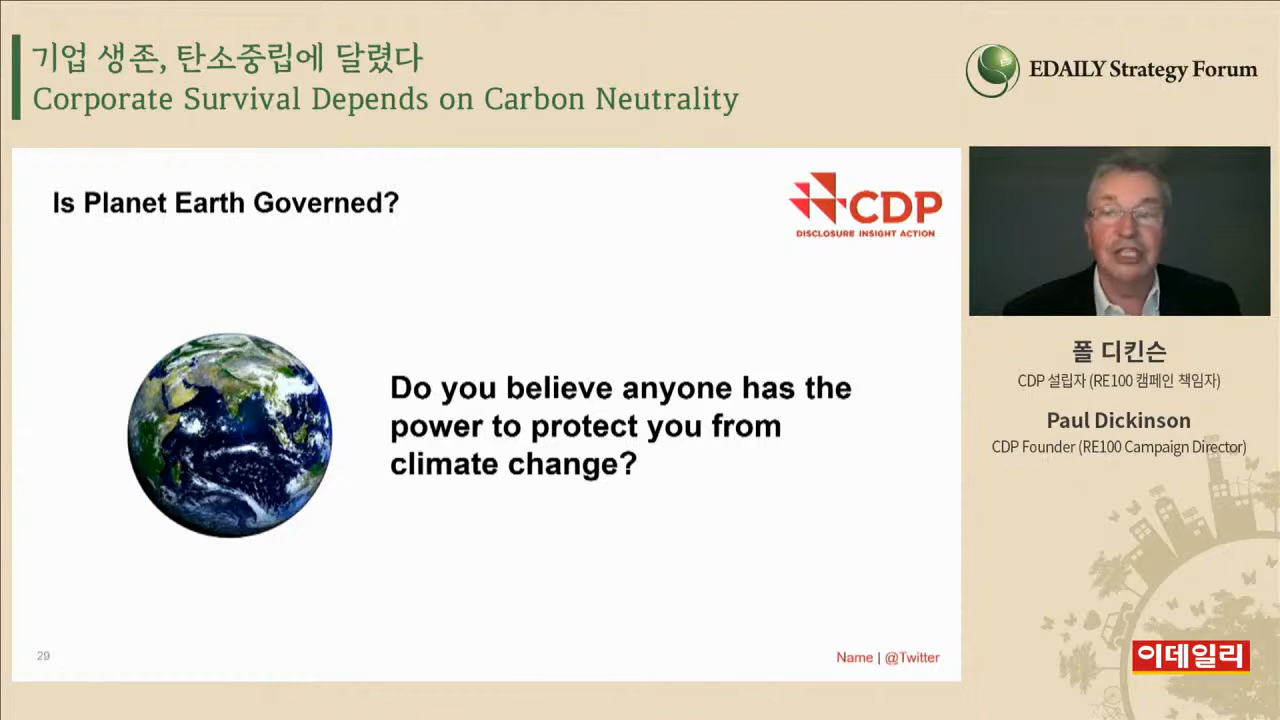 기업 생존, 탄소중립에 달렸다
Corporate Survival Depends on Carbon Neutrality
EDAILY Strategy Forum
Is Planet Earth Governed?
CDP
DISCLOSURE INSIGHT ACTION
Do you believe anyone has the
power to protect you from
climate change?
폴 디킨슨
CDP 설립자 (RE100 캠페인 책임자)
Paul Dickinson
CDP Founder (RE100 Campaign Director)
29
Name | @Twitter
이데일리